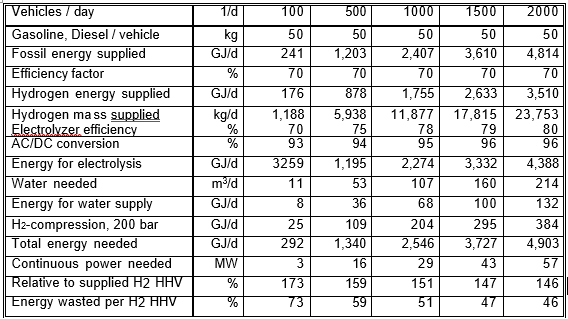 Vehicles / day 1/d 100 500 1000 1500 2000
Gasoline, Diesel / vehicle kg 50 50 50 50 50
Fossil energy supplied GJ/d 241 1,203 2,407 3,610 4,814
Efficiency factor % 70 70 70 70 70
Hydrogen energy supplied GJ/d 176 878 1,755 2,633 3,510
Hydrogen mass supplied kg/d 1,188 5,938 11,877 17,815 23,753
Electrolyzer efficiency % 70 75 78 79 80
AC/DC conversion % 93 94 95 96 96
Energy for electrolysis GJ/d 3259 1,195 2,274 3,332 4,388
Water needed m³/d 11 53 107 160 214
Energy for water supply GJ/d 8 36 68 100 132
H2-compression, 200 bar GJ/d 25 109 204 295 384
Total energy needed GJ/d 292 1,340 2,546 3,727 4,903
Continuous power needed MW 3 16 29 43 57
Relative to supplied H2 HHV % 173 159 151 147 146
Energy wasted per H2 HHV % 73 59 51 47 46